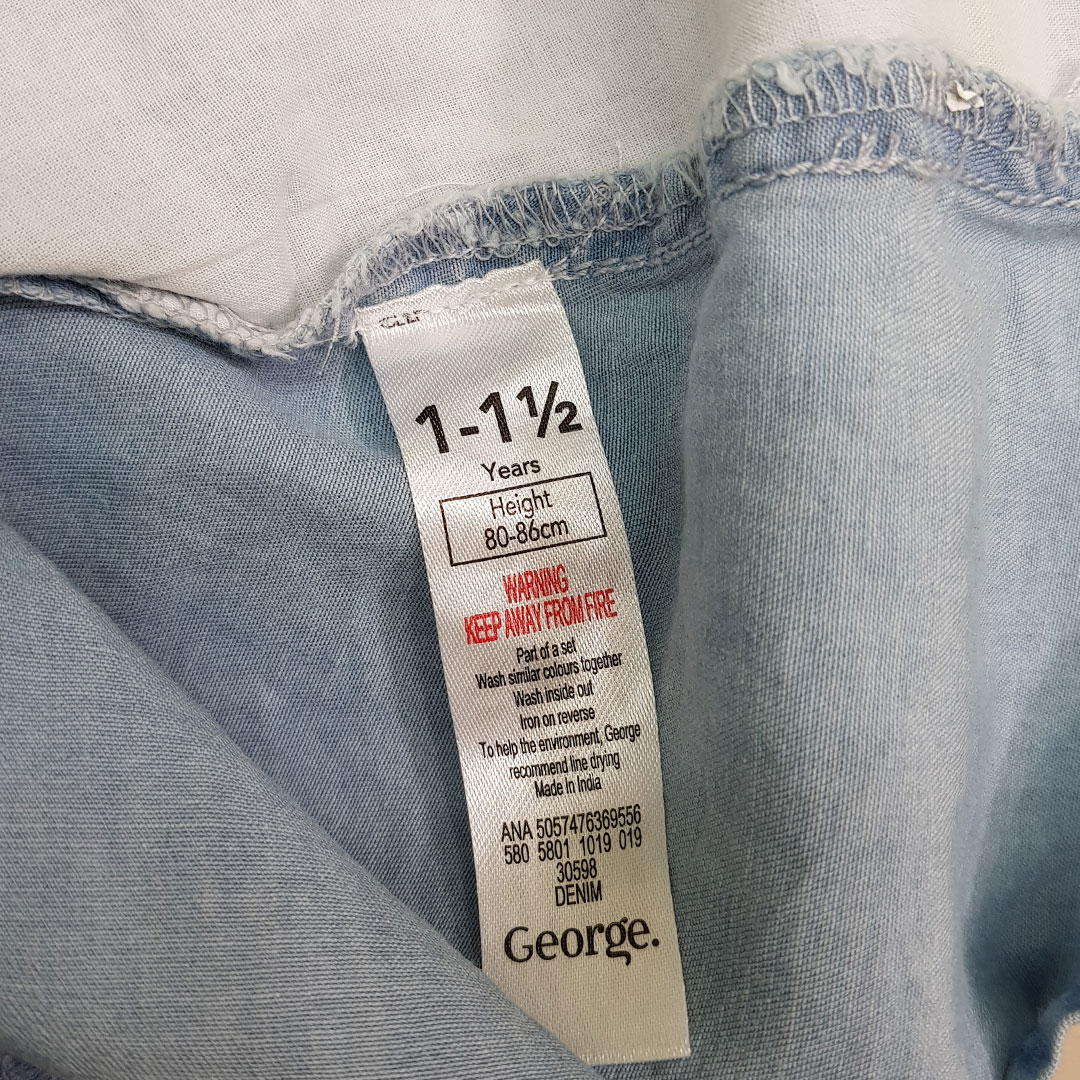 1-1½
Years
Height
80-86cm
WARNING
KEEP AWAY FROM FIRE
Part of a set
Wash similar colours together
Wash inside out
Iron on reverse
To help the environment, George
recommend line drying
Made in India
ANA 5057476369556
580 5801 1019 019
30598
DENIM
George.